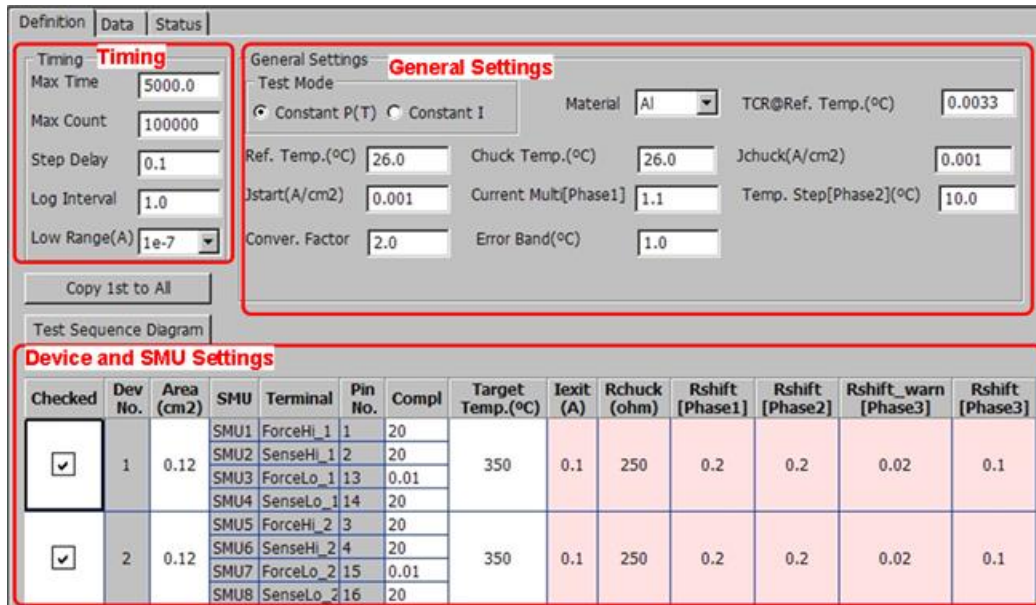 Definition Data Status
Timing Timing
Max Time 5000.0
Max Count 100000
Step Delay 0.1
Log Interval 1.0
Low Range(A) 1e-7
Copy 1st to All
Test Sequence Diagram
General Settings General Settings
Test Mode
Constant P(T) Constant I
Material Al TCR@Ref. Temp.(ºC) 0.0033
Ref. Temp.(ºC) 26.0 Chuck Temp.(ºC) 26.0 Jchuck(A/cm2) 0.001
Jstart(A/cm2) 0.001 Current Multi[Phase1] 1.1 Temp. Step[Phase2](ºC) 10.0
Conver. Factor 2.0 Error Band(ºC) 1.0
Device and SMU Settings
Checked Dev No. Area (cm2) SMU Terminal Pin No. Compl Target Temp.(ºC) Iexit (A) Rchuck (ohm) Rshift [Phase1] Rshift [Phase2] Rshift_warn [Phase3] Rshift [Phase3]
1 0.12 350 0.1 250 0.2 0.2 0.02 0.1
SMU1 ForceHi_1 1 20
SMU2 SenseHi_1 2 20
SMU3 ForceLo_1 13 0.01
SMU4 SenseLo_1 14 20
2 0.12 350 0.1 250 0.2 0.2 0.02 0.1
SMU5 ForceHi_2 3 20
SMU6 SenseHi_2 4 20
SMU7 ForceLo_2 15 0.01
SMU8 SenseLo_2 16 20